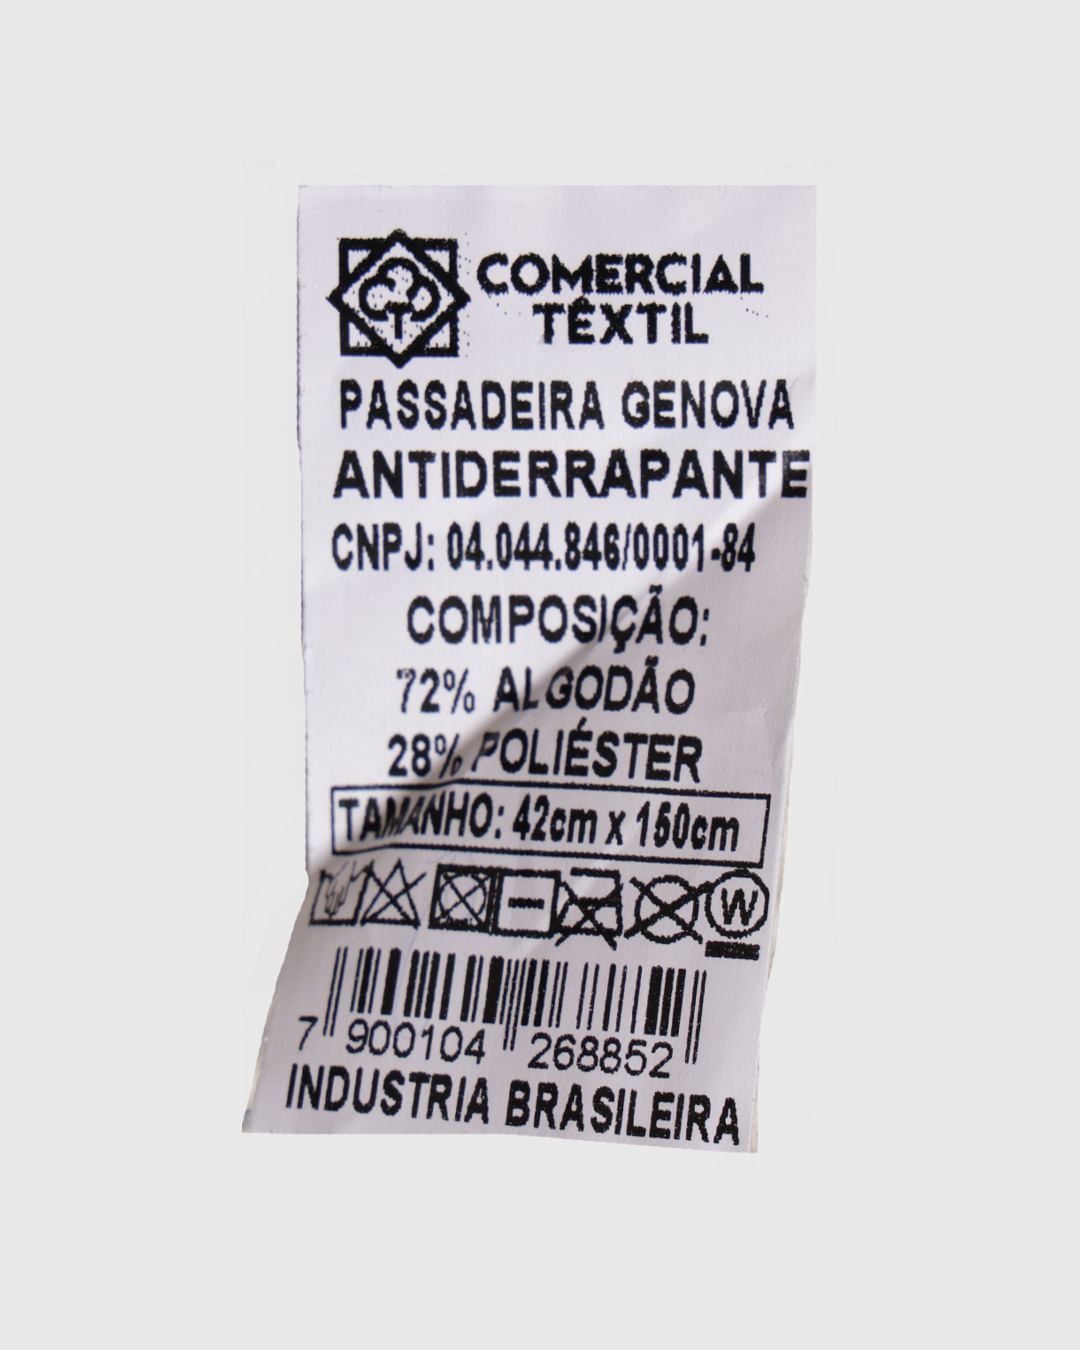 COMERCIAL
TÊXTIL
PASSADEIRA GENOVA
ANTIDERRAPANTE
CNPJ: 04.044.846/0001-84
COMPOSIÇÃO:
72% ALGODÃO
28% POLIÉSTER
TAMANHO: 42cm x 150cm
W
7 900104 268852
INDUSTRIA BRASILEIRA